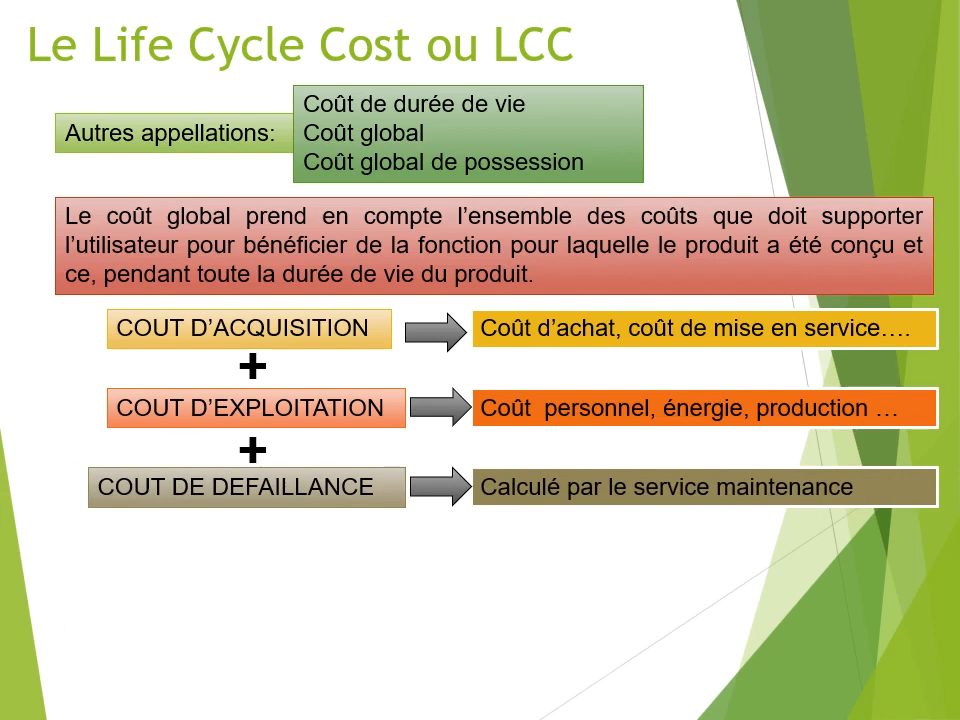 Le Life Cycle Cost ou LCC
Autres appellations:
Coût de durée de vie
Coût global
Coût global de possession
Le coût global prend en compte l’ensemble des coûts que doit supporter
l’utilisateur pour bénéficier de la fonction pour laquelle le produit a été conçu et
ce, pendant toute la durée de vie du produit.
COUT D’ACQUISITION
Coût d’achat, coût de mise en service….
+
COUT D’EXPLOITATION
Coût  personnel, énergie, production …
+
COUT DE DEFAILLANCE
Calculé par le service maintenance